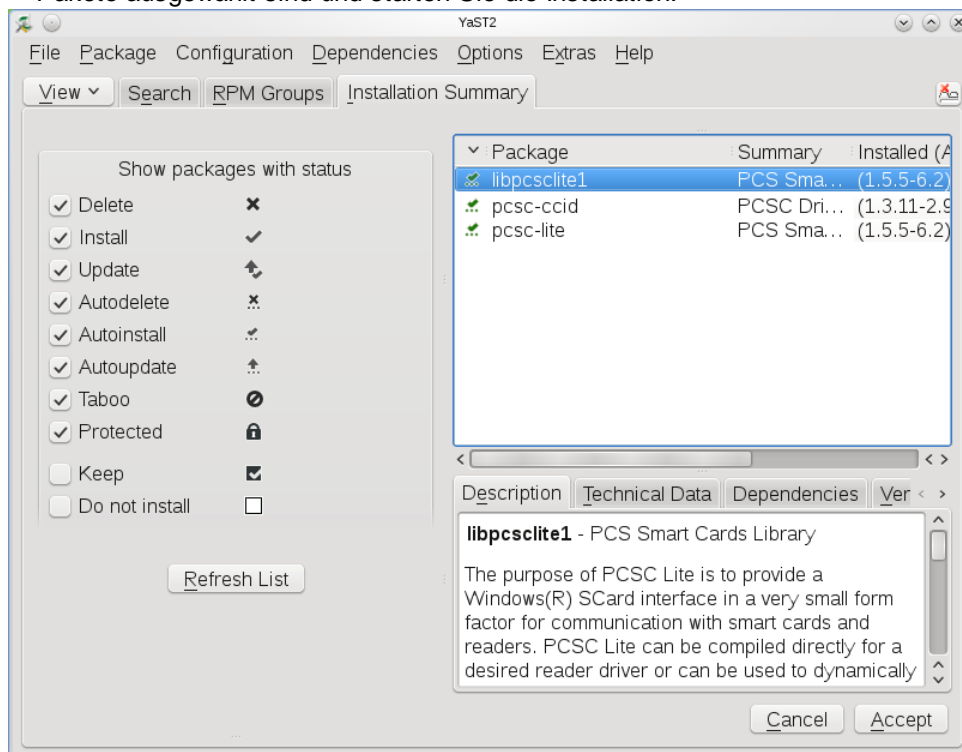 Pakete ausgewählt sind und starten Sie die Installation.
YaST2
File Package Configuration Dependencies Options Extras Help
View Search RPM Groups Installation Summary
Show packages with status
Delete
Install
Update
Autodelete
Autoinstall
Autoupdate
Taboo
Protected
Keep
Do not install
Refresh List
Package Summary Installed (A
libpcsclite1 PCS Sma... (1.5.5-6.2)
pcsc-ccid PCSC Dri... (1.3.11-2.9
pcsc-lite PCS Sma... (1.5.5-6.2)
Description Technical Data Dependencies Ver
libpcsclite1 - PCS Smart Cards Library
The purpose of PCSC Lite is to provide a
Windows(R) SCard interface in a very small form
factor for communication with smart cards and
readers. PCSC Lite can be compiled directly for a
desired reader driver or can be used to dynamically
Cancel Accept